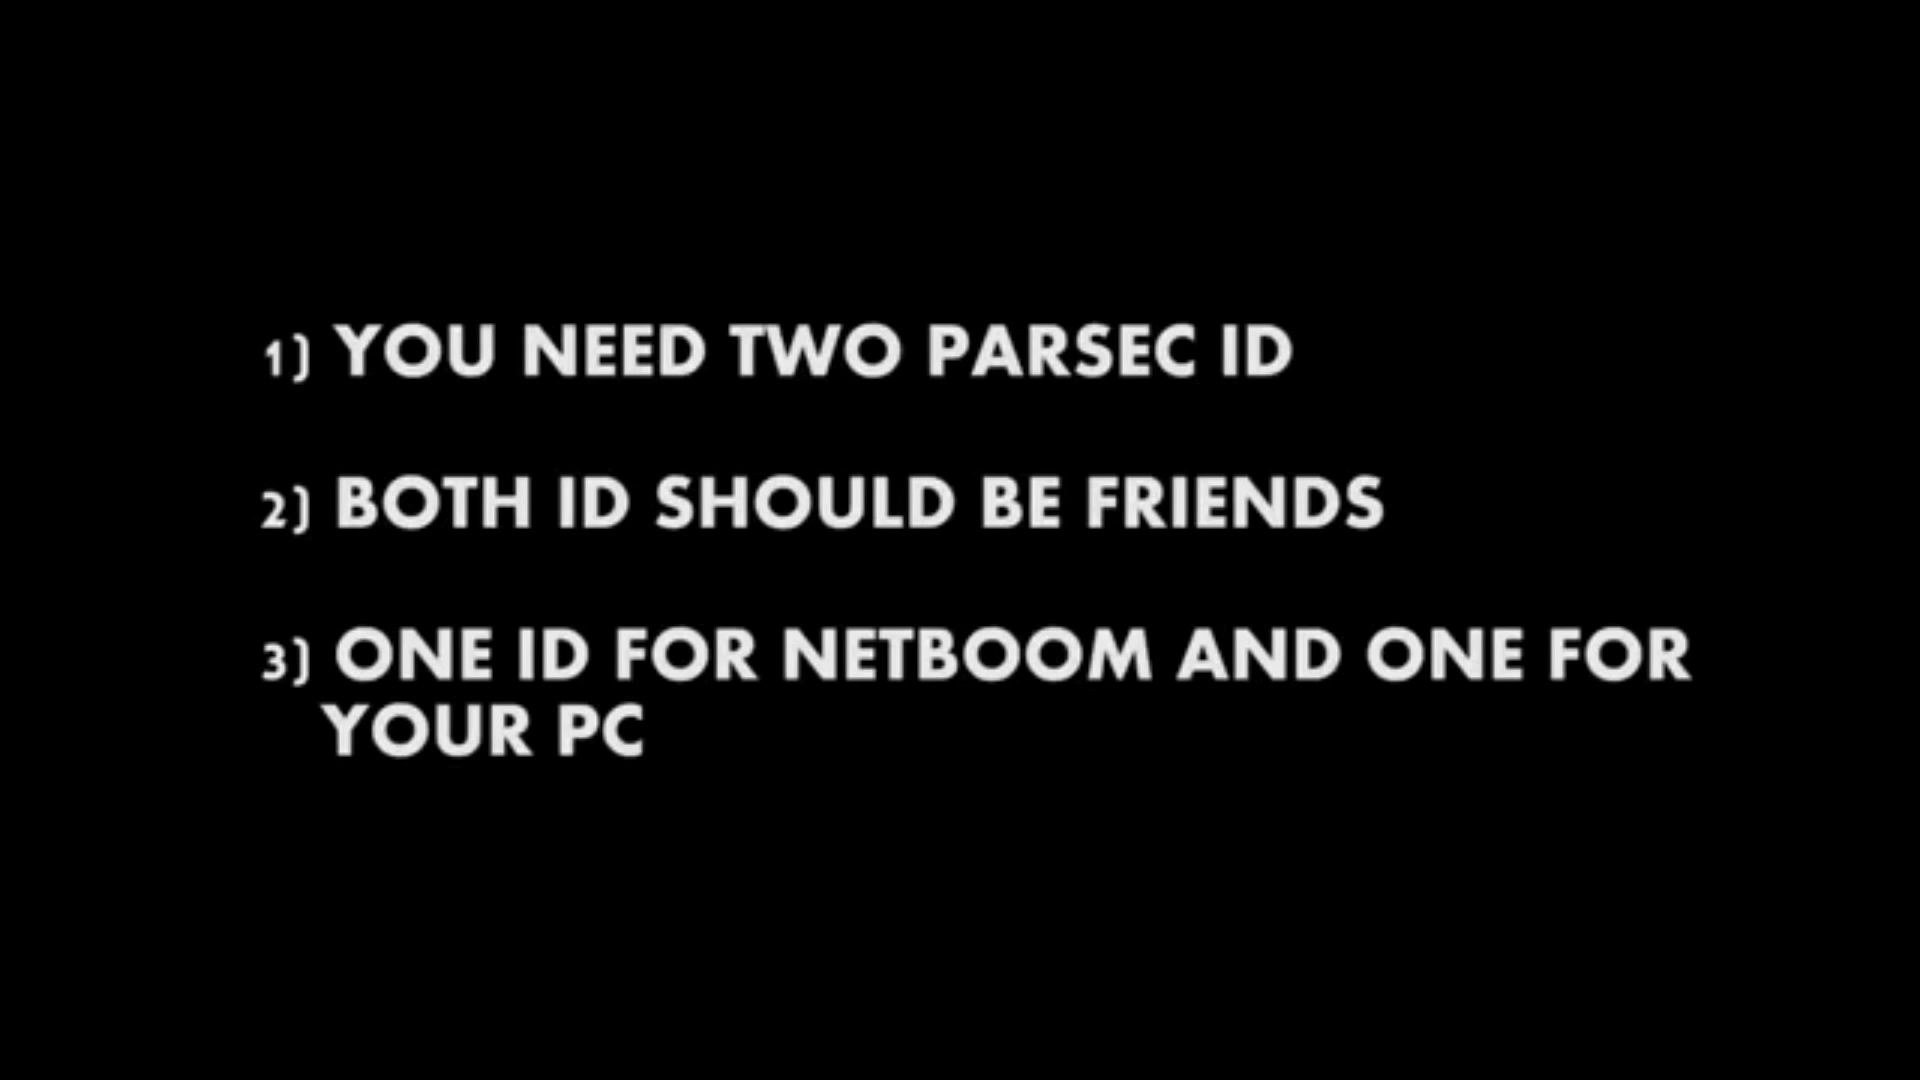 1) YOU NEED TWO PARSEC ID
2) BOTH ID SHOULD BE FRIENDS
3) ONE ID FOR NETBOOM AND ONE FOR
YOUR PC